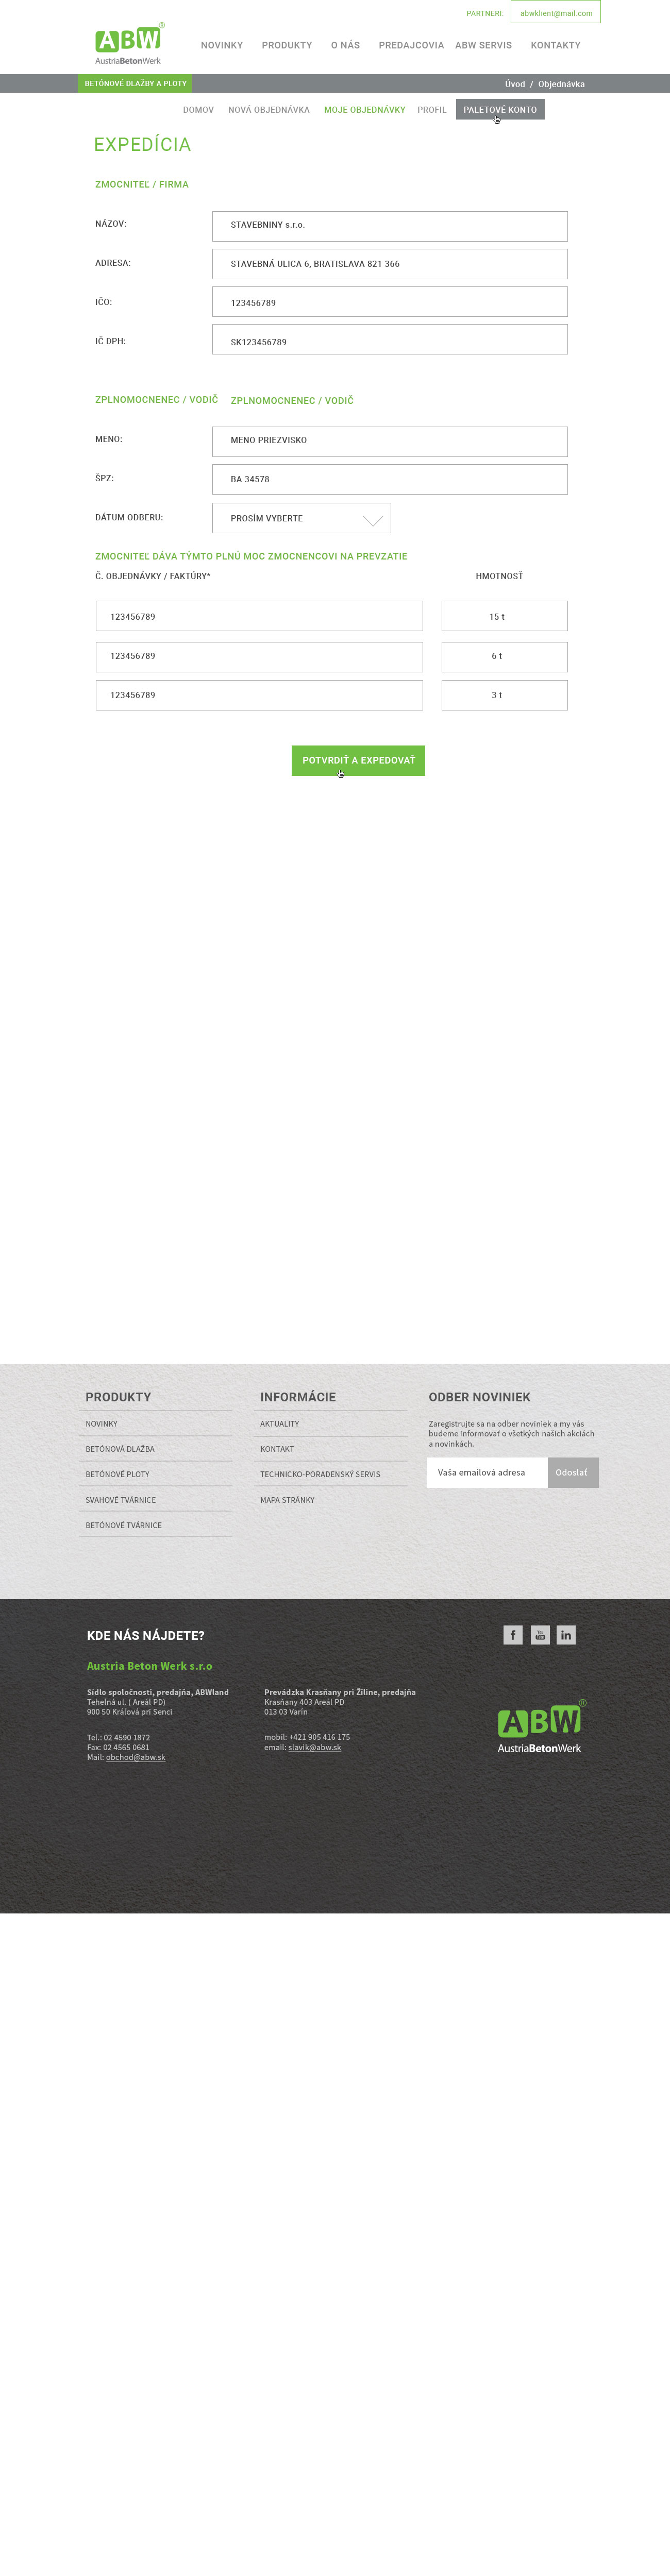 PARTNERI:
abwklient@mail.com
ABW®
AustriaBetonWerk
NOVINKY
PRODUKTY
O NÁS
PREDAJCOVIA
ABW SERVIS
KONTAKTY
BETÓNOVÉ DLAŽBY A PLOTY
Úvod / Objednávka
DOMOV
NOVÁ OBJEDNÁVKA
MOJE OBJEDNÁVKY
PROFIL
PALETOVÉ KONTO
EXPEDÍCIA
ZMOCNITEĽ / FIRMA
NÁZOV:
STAVEBNINY s.r.o.
ADRESA:
STAVEBNÁ ULICA 6, BRATISLAVA 821 366
IČO:
123456789
IČ DPH:
SK123456789
ZPLNOMOCNENEC / VODIČ
ZPLNOMOCNENEC / VODIČ
MENO:
MENO PRIEZVISKO
ŠPZ:
BA 34578
DÁTUM ODBERU:
PROSÍM VYBERTE
ZMOCNITEĽ DÁVA TÝMTO PLNÚ MOC ZMOCNENCOVI NA PREVZATIE
Č. OBJEDNÁVKY / FAKTÚRY*
HMOTNOSŤ
123456789
15 t
123456789
6 t
123456789
3 t
POTVRDIŤ A EXPEDOVAŤ
PRODUKTY
NOVINKY
BETÓNOVÁ DLAŽBA
BETÓNOVÉ PLOTY
SVAHOVÉ TVÁRNICE
BETÓNOVÉ TVÁRNICE
INFORMÁCIE
AKTUALITY
KONTAKT
TECHNICKO-PORADENSKÝ SERVIS
MAPA STRÁNKY
ODBER NOVINIEK
Zaregistrujte sa na odber noviniek a my vás
budeme informovať o všetkých našich akciách
a novinkách.
Vaša emailová adresa
Odoslať
KDE NÁS NÁJDETE?
Austria Beton Werk s.r.o
Sídlo spoločnosti, predajňa, ABWland
Tehelná ul. ( Areál PD)
900 50 Kráľová pri Senci
Tel.: 02 4590 1872
Fax: 02 4565 0681
Mail: obchod@abw.sk
Prevádzka Krasňany pri Žiline, predajňa
Krasňany 403 Areál PD
013 03 Varín
mobil: +421 905 416 175
email: slavik@abw.sk
f
You Tube
in
ABW®
AustriaBetonWerk